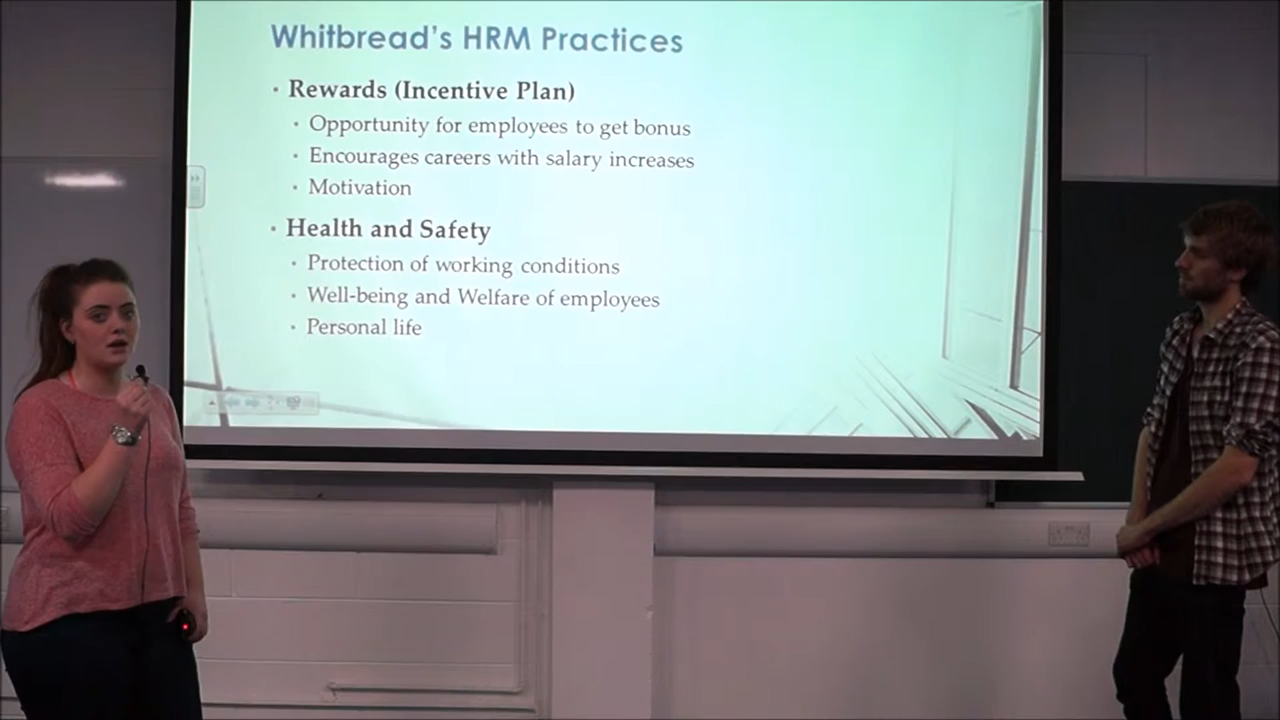 Whitbread's HRM Practices
• Rewards (Incentive Plan)
• Opportunity for employees to get bonus
• Encourages careers with salary increases
• Motivation
• Health and Safety
• Protection of working conditions
• Well-being and Welfare of employees
• Personal life